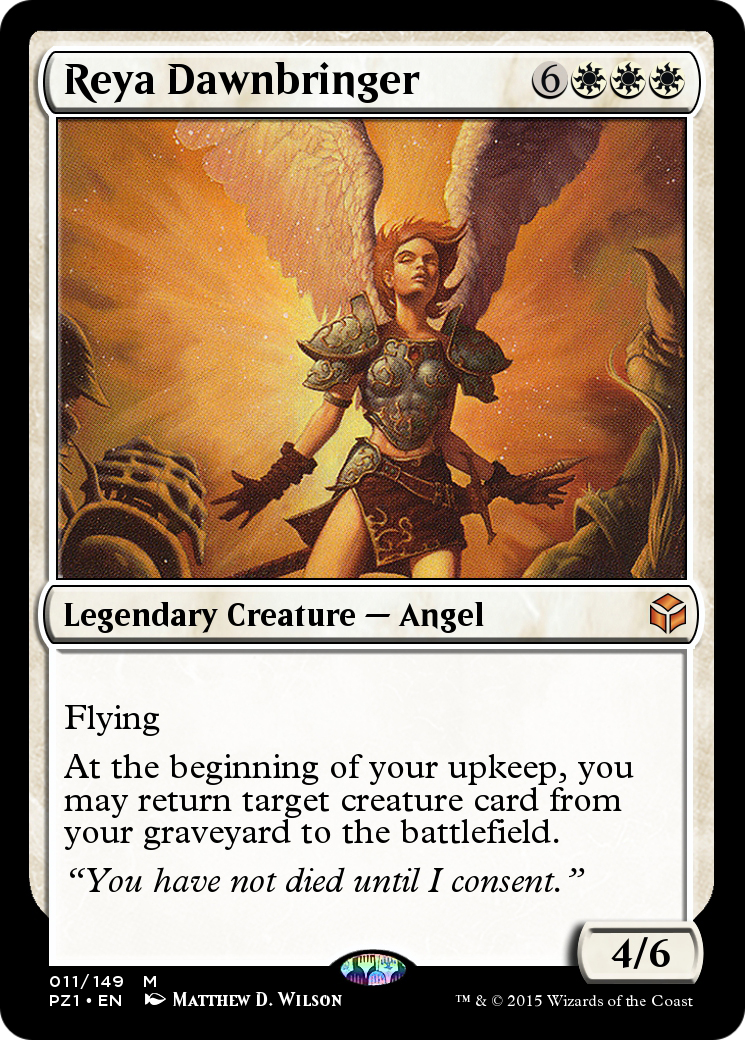 Reya Dawnbringer 6
Legendary Creature — Angel
Flying
At the beginning of your upkeep, you
may return target creature card from
your graveyard to the battlefield.
“You have not died until I consent.”
4/6
011/149 M
PZ1 • EN Matthew D. Wilson
™ & © 2015 Wizards of the Coast